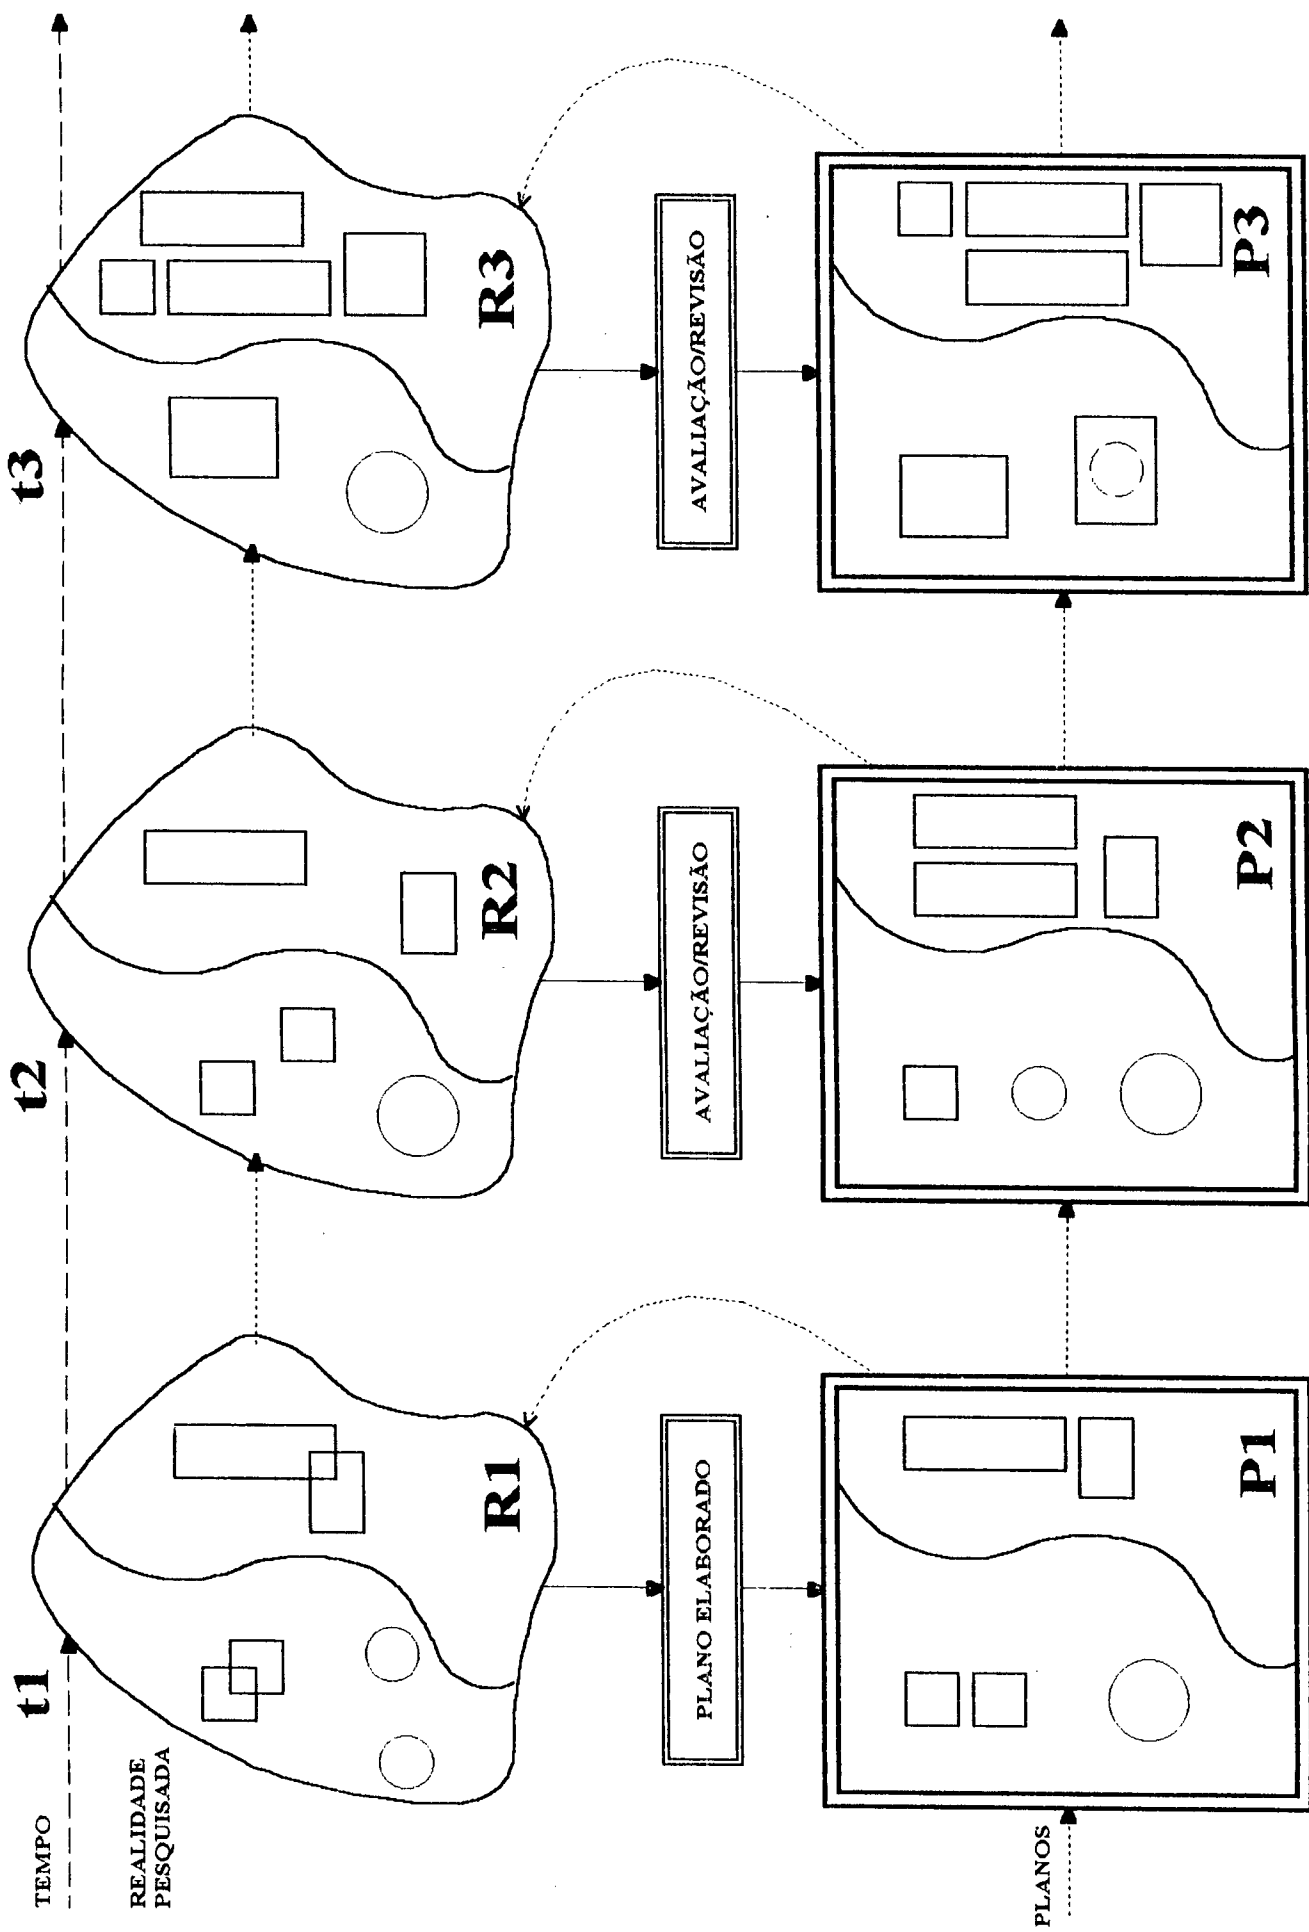 TEMPO
t1
t2
t3
REALIDADE
PESQUISADA
R1
R2
R3
PLANO ELABORADO
AVALIAÇÃO/REVISÃO
AVALIAÇÃO/REVISÃO
PLANOS
P1
P2
P3